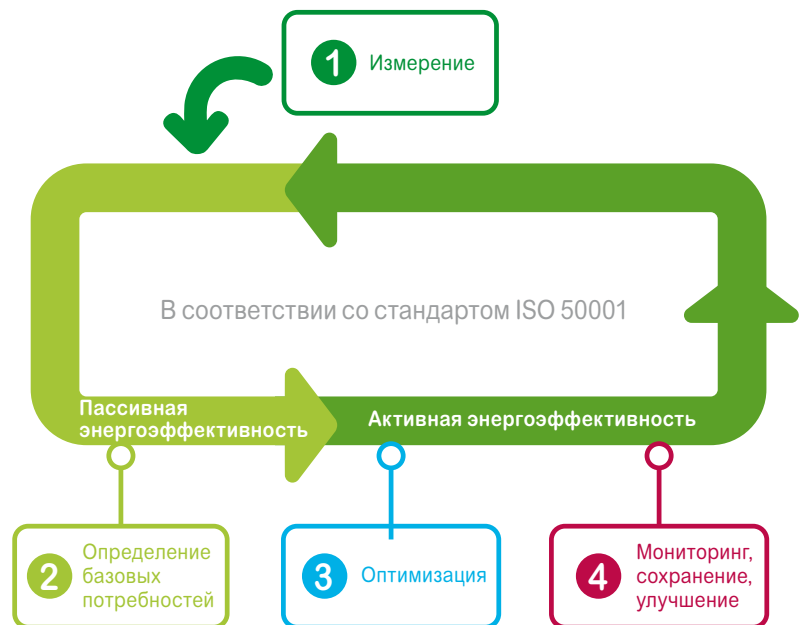 1 Измерение
В соответствии со стандартом ISO 50001
Пассивная
энергоэффективность
Активная энергоэффективность
2
Определение
базовых
потребностей
3 Оптимизация
4
Мониторинг,
сохранение,
улучшение